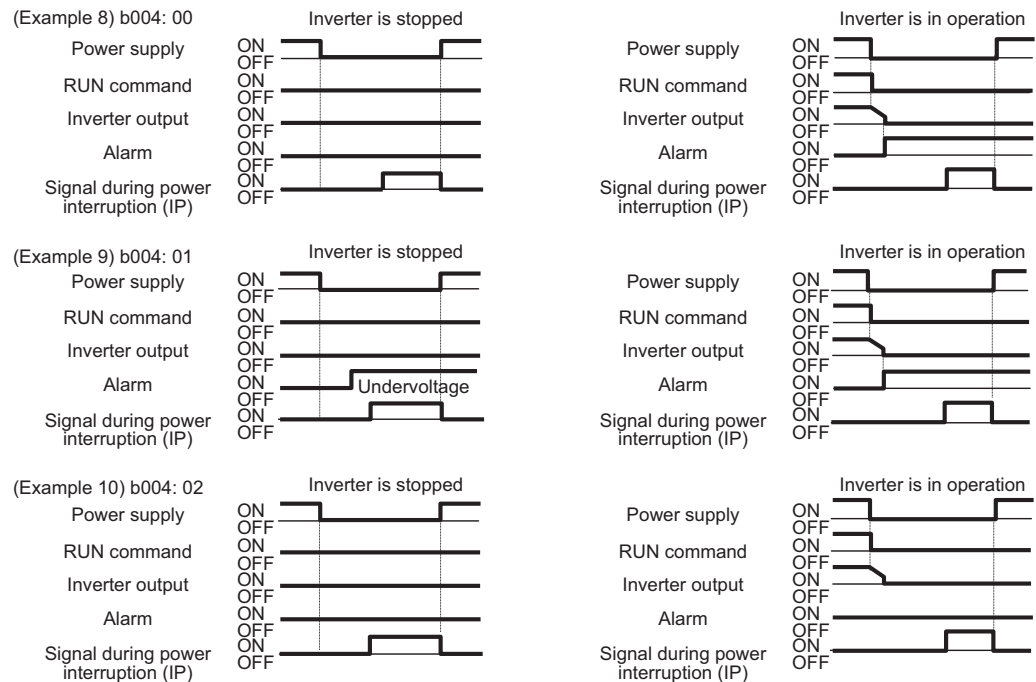 (Example 8) b004: 00
Inverter is stopped
Power supply
ON
OFF
RUN command
ON
OFF
Inverter output
ON
OFF
Alarm
ON
OFF
Signal during power
interruption (IP)
ON
OFF
Inverter is in operation
Power supply
ON
OFF
RUN command
ON
OFF
Inverter output
ON
OFF
Alarm
ON
OFF
Signal during power
interruption (IP)
ON
OFF
(Example 9) b004: 01
Inverter is stopped
Power supply
ON
OFF
RUN command
ON
OFF
Inverter output
ON
OFF
Alarm
ON
OFF
Undervoltage
Signal during power
interruption (IP)
ON
OFF
Inverter is in operation
Power supply
ON
OFF
RUN command
ON
OFF
Inverter output
ON
OFF
Alarm
ON
OFF
Signal during power
interruption (IP)
ON
OFF
(Example 10) b004: 02
Inverter is stopped
Power supply
ON
OFF
RUN command
ON
OFF
Inverter output
ON
OFF
Alarm
ON
OFF
Signal during power
interruption (IP)
ON
OFF
Inverter is in operation
Power supply
ON
OFF
RUN command
ON
OFF
Inverter output
ON
OFF
Alarm
ON
OFF
Signal during power
interruption (IP)
ON
OFF